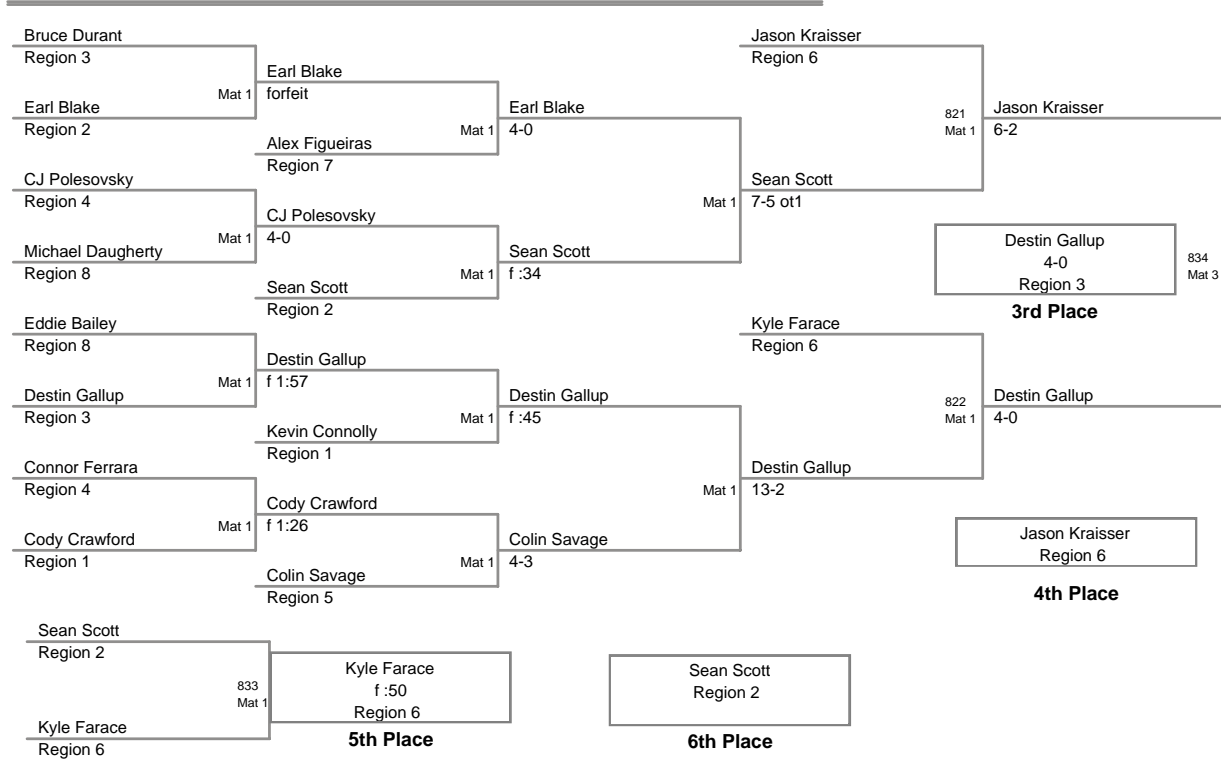 Bruce Durant
Region 3
Mat 1
Earl Blake
Region 2
Earl Blake
forfeit
Mat 1
Alex Figueiras
Region 7
Earl Blake
4-0
CJ Polesovsky
Region 4
Mat 1
Michael Daugherty
Region 8
CJ Polesovsky
4-0
Mat 1
Sean Scott
Region 2
Sean Scott
f :34
Mat 1
Sean Scott
7-5 ot1
Jason Kraisser
Region 6
821
Mat 1
Jason Kraisser
6-2
Destin Gallup
4-0
Region 3
834
Mat 3
3rd Place
Eddie Bailey
Region 8
Mat 1
Destin Gallup
Region 3
Destin Gallup
f 1:57
Mat 1
Kevin Connolly
Region 1
Destin Gallup
f :45
Connor Ferrara
Region 4
Mat 1
Cody Crawford
Region 1
Cody Crawford
f 1:26
Mat 1
Colin Savage
Region 5
Colin Savage
4-3
Mat 1
Destin Gallup
13-2
Kyle Farace
Region 6
822
Mat 1
Destin Gallup
4-0
Jason Kraisser
Region 6
4th Place
Sean Scott
Region 2
833
Mat 1
Kyle Farace
Region 6
Kyle Farace
f :50
Region 6
5th Place
Sean Scott
Region 2
6th Place